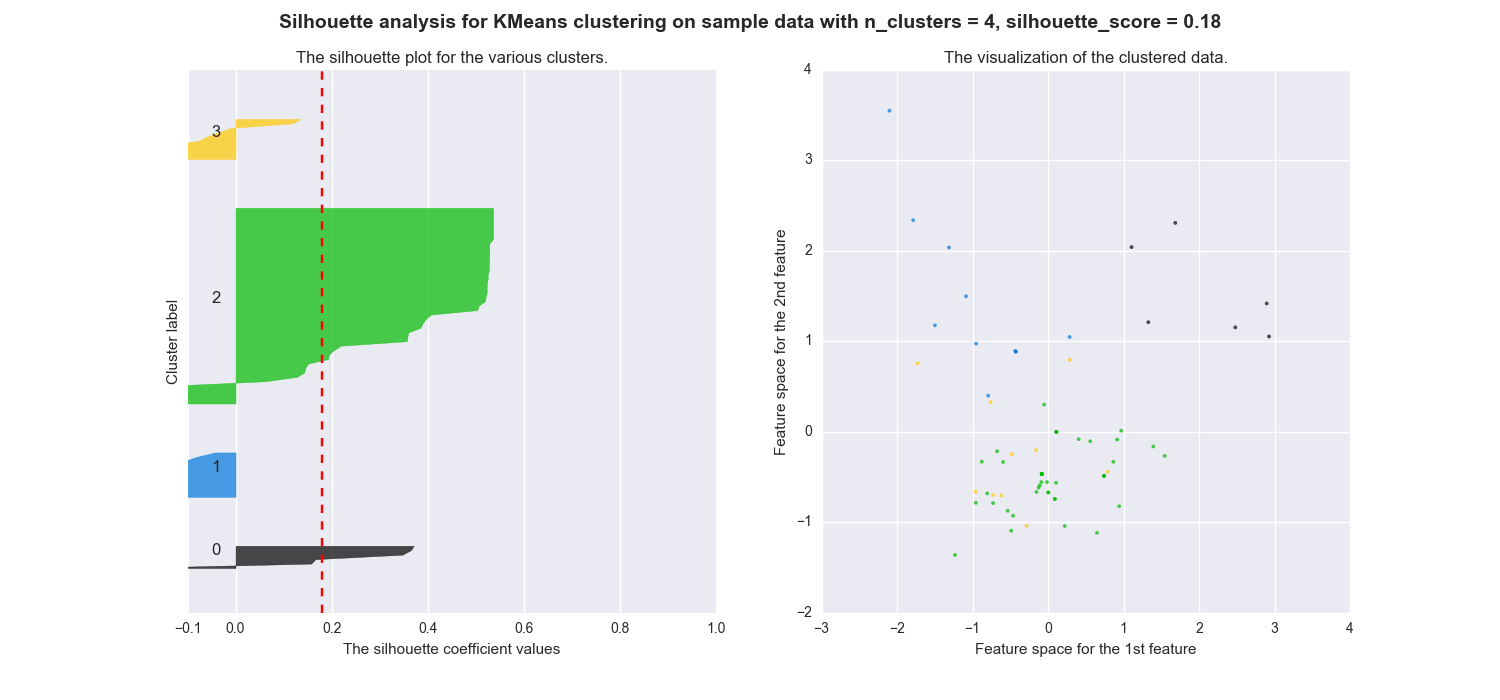 Silhouette analysis for KMeans clustering on sample data with n_clusters = 4, silhouette_score = 0.18
The silhouette plot for the various clusters.
3
2
1
0
Cluster label
−0.1 0.0 0.2 0.4 0.6 0.8 1.0
The silhouette coefficient values
The visualization of the clustered data.
4
3
2
1
0
−1
−2
Feature space for the 2nd feature
−3 −2 −1 0 1 2 3 4
Feature space for the 1st feature